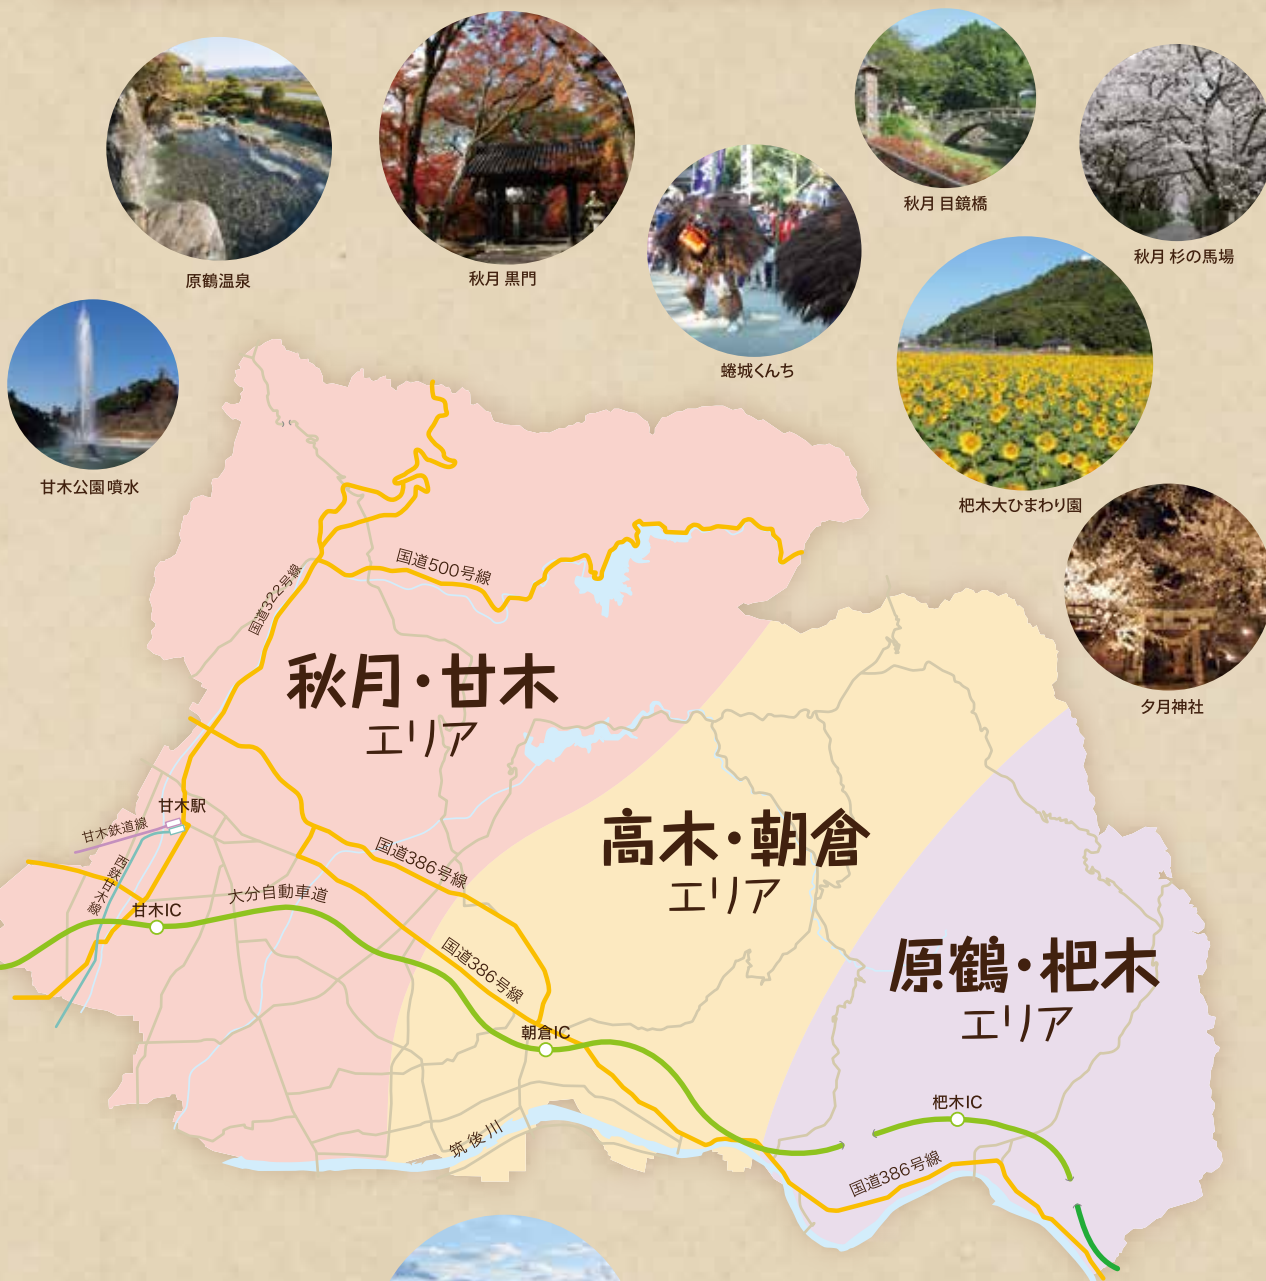 秋月 目鏡橋
秋月 杉の馬場
原鶴温泉
秋月 黒門
蜷城くんち
甘木公園 噴水
杷木大ひまわり園
夕月神社
国道500号線
国道322号線
秋月・甘木
エリア
甘木駅
甘木鉄道線
西鉄甘木線
高木・朝倉
エリア
国道386号線
大分自動車道
甘木IC
国道386号線
原鶴・杷木
エリア
朝倉IC
杷木IC
筑後川
国道386号線